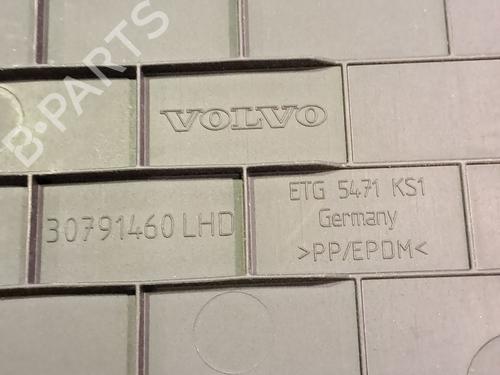 B-PARTS
VOLVO
30791460 LHD
ETG 5471 KS1
Germany
>PP/EPDM<